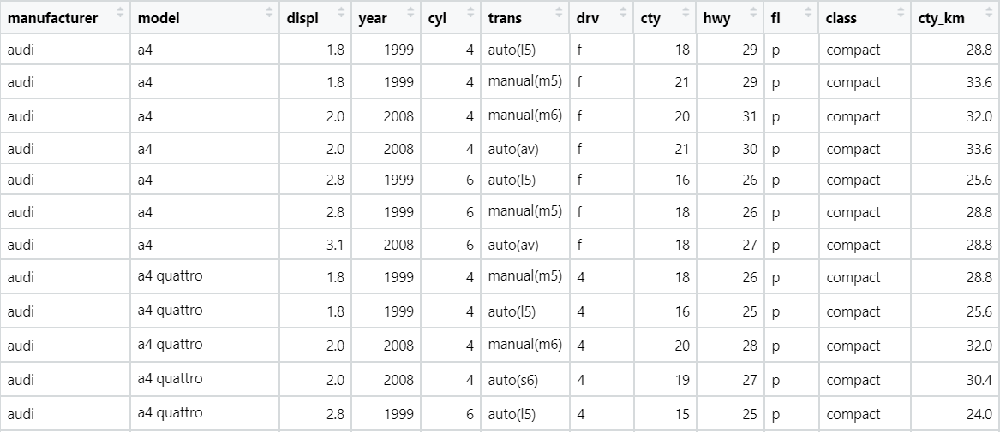 manufacturer model displ year cyl trans drv cty hwy fl class cty_km
audi a4 1.8 1999 4 auto(l5) f 18 29 p compact 28.8
audi a4 1.8 1999 4 manual(m5) f 21 29 p compact 33.6
audi a4 2.0 2008 4 manual(m6) f 20 31 p compact 32.0
audi a4 2.0 2008 4 auto(av) f 21 30 p compact 33.6
audi a4 2.8 1999 6 auto(l5) f 16 26 p compact 25.6
audi a4 2.8 1999 6 manual(m5) f 18 26 p compact 28.8
audi a4 3.1 2008 6 auto(av) f 18 27 p compact 28.8
audi a4 quattro 1.8 1999 4 manual(m5) 4 18 26 p compact 28.8
audi a4 quattro 1.8 1999 4 auto(l5) 4 16 25 p compact 25.6
audi a4 quattro 2.0 2008 4 manual(m6) 4 20 28 p compact 32.0
audi a4 quattro 2.0 2008 4 auto(s6) 4 19 27 p compact 30.4
audi a4 quattro 2.8 1999 6 auto(l5) 4 15 25 p compact 24.0